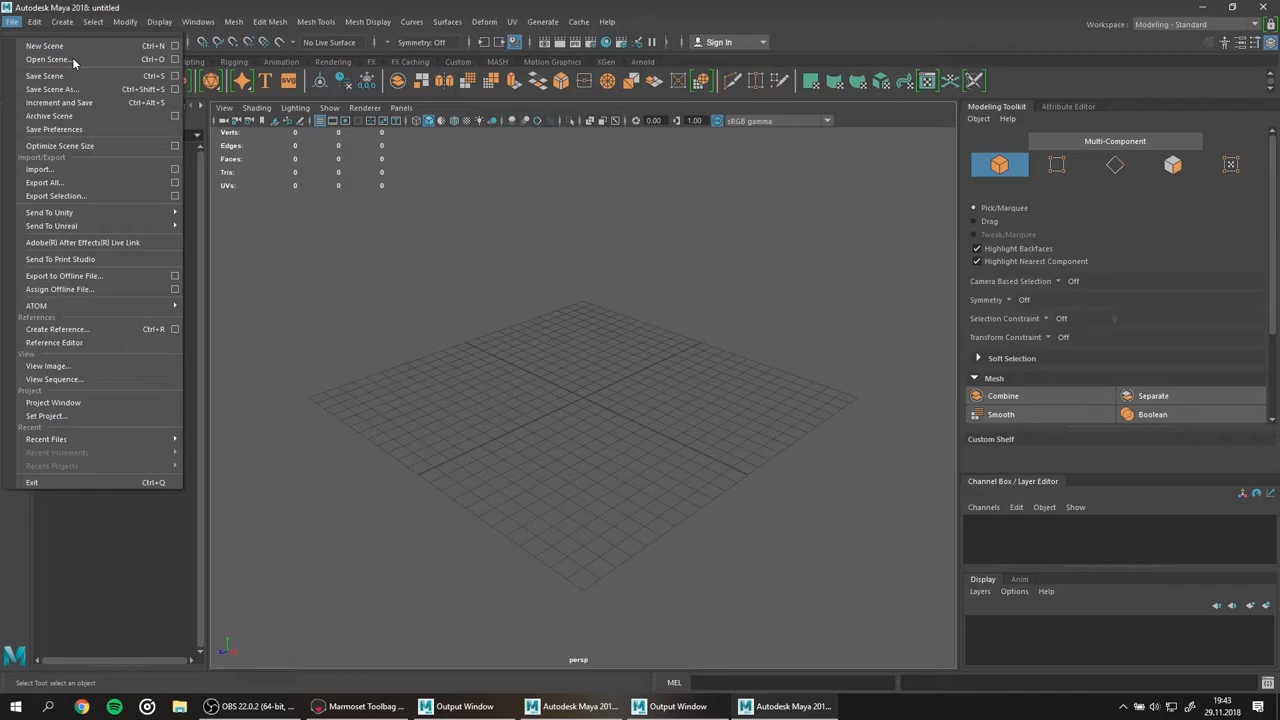 Autodesk Maya 2018: untitled
File Edit Create Select Modify Display Windows Mesh Edit Mesh Mesh Tools Mesh Display Curves Surfaces Deform UV Generate Cache Help
Workspace : Modeling - Standard
No Live Surface Symmetry: Off Sign In
Rigging Animation Rendering FX FX Caching Custom MASH Motion Graphics XGen Arnold
New Scene Ctrl+N
Open Scene... Ctrl+O
Save Scene Ctrl+S
Save Scene As... Ctrl+Shift+S
Increment and Save Ctrl+Alt+S
Archive Scene
Save Preferences
Optimize Scene Size
Import/Export
Import...
Export All...
Export Selection...
Send To Unity
Send To Unreal
Adobe(R) After Effects(R) Live Link
Send To Print Studio
Export to Offline File...
Assign Offline File...
ATOM
References
Create Reference... Ctrl+R
Reference Editor
View
View Image...
View Sequence...
Project
Project Window
Set Project...
Recent
Recent Files
Recent Increments
Recent Projects
Exit Ctrl+Q
View Shading Lighting Show Renderer Panels
0.00 1.00 sRGB gamma
Verts: 0 0 0
Edges: 0 0 0
Faces: 0 0 0
Tris: 0 0 0
UVs: 0 0 0
persp
Modeling Toolkit Attribute Editor
Object Help
Multi-Component
Pick/Marquee
Drag
Tweak/Marquee
Highlight Backfaces
Highlight Nearest Component
Camera Based Selection Off
Symmetry Off
Selection Constraint Off
Transform Constraint Off
Soft Selection
Mesh
Combine Separate
Smooth Boolean
Custom Shelf
Channel Box / Layer Editor
Channels Edit Object Show
Display Anim
Layers Options Help
Select Tool: select an object
MEL
OBS 22.0.2 (64-bit, ... Marmoset Toolbag ... Output Window Autodesk Maya 201... Output Window Autodesk Maya 201...
19:43
29.11.2018